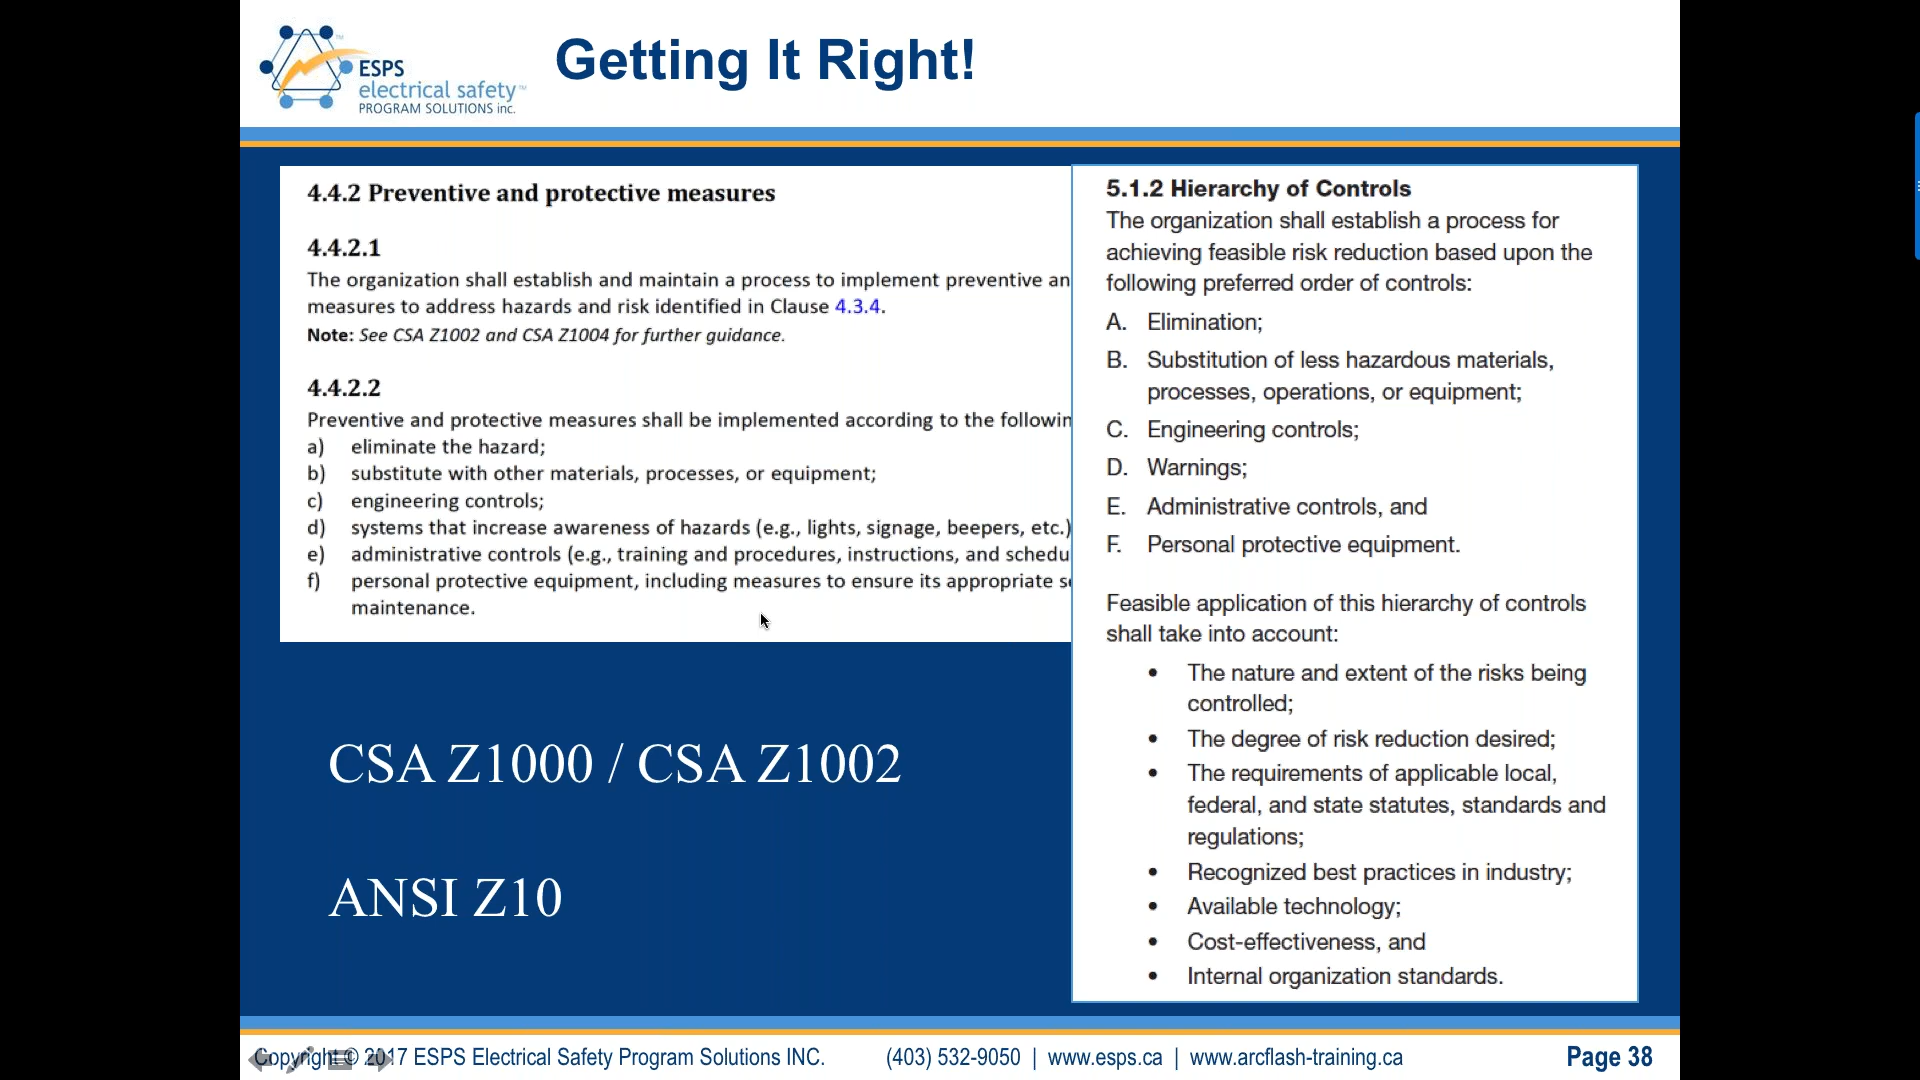 ESPS
electrical safety™
PROGRAM SOLUTIONS inc.
Getting It Right!
4.4.2 Preventive and protective measures
4.4.2.1
The organization shall establish and maintain a process to implement preventive an
measures to address hazards and risk identified in Clause 4.3.4.
Note: See CSA Z1002 and CSA Z1004 for further guidance.
4.4.2.2
Preventive and protective measures shall be implemented according to the followin
a) eliminate the hazard;
b) substitute with other materials, processes, or equipment;
c) engineering controls;
d) systems that increase awareness of hazards (e.g., lights, signage, beepers, etc.)
e) administrative controls (e.g., training and procedures, instructions, and schedu
f) personal protective equipment, including measures to ensure its appropriate s
maintenance.
CSA Z1000 / CSA Z1002
ANSI Z10
5.1.2 Hierarchy of Controls
The organization shall establish a process for
achieving feasible risk reduction based upon the
following preferred order of controls:
A. Elimination;
B. Substitution of less hazardous materials,
processes, operations, or equipment;
C. Engineering controls;
D. Warnings;
E. Administrative controls, and
F. Personal protective equipment.
Feasible application of this hierarchy of controls
shall take into account:
• The nature and extent of the risks being
controlled;
• The degree of risk reduction desired;
• The requirements of applicable local,
federal, and state statutes, standards and
regulations;
• Recognized best practices in industry;
• Available technology;
• Cost-effectiveness, and
• Internal organization standards.
Copyright © 2017 ESPS Electrical Safety Program Solutions INC.
(403) 532-9050 | www.esps.ca | www.arcflash-training.ca
Page 38